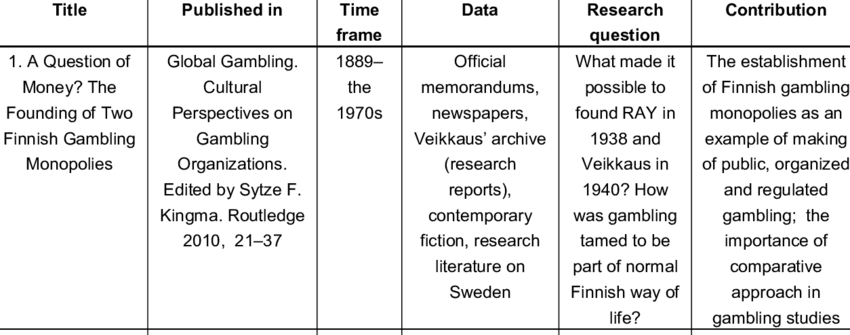 Title
Published in
Time
frame
Data
Research
question
Contribution
1. A Question of
Money? The
Founding of Two
Finnish Gambling
Monopolies
Global Gambling.
Cultural
Perspectives on
Gambling
Organizations.
Edited by Sytze F.
Kingma. Routledge
2010, 21–37
1889–
the
1970s
Official
memorandums,
newspapers,
Veikkaus' archive
(research
reports),
contemporary
fiction, research
literature on
Sweden
What made it
possible to
found RAY in
1938 and
Veikkaus in
1940? How
was gambling
tamed to be
part of normal
Finnish way of
life?
The establishment
of Finnish gambling
monopolies as an
example of making
of public, organized
and regulated
gambling; the
importance of
comparative
approach in
gambling studies